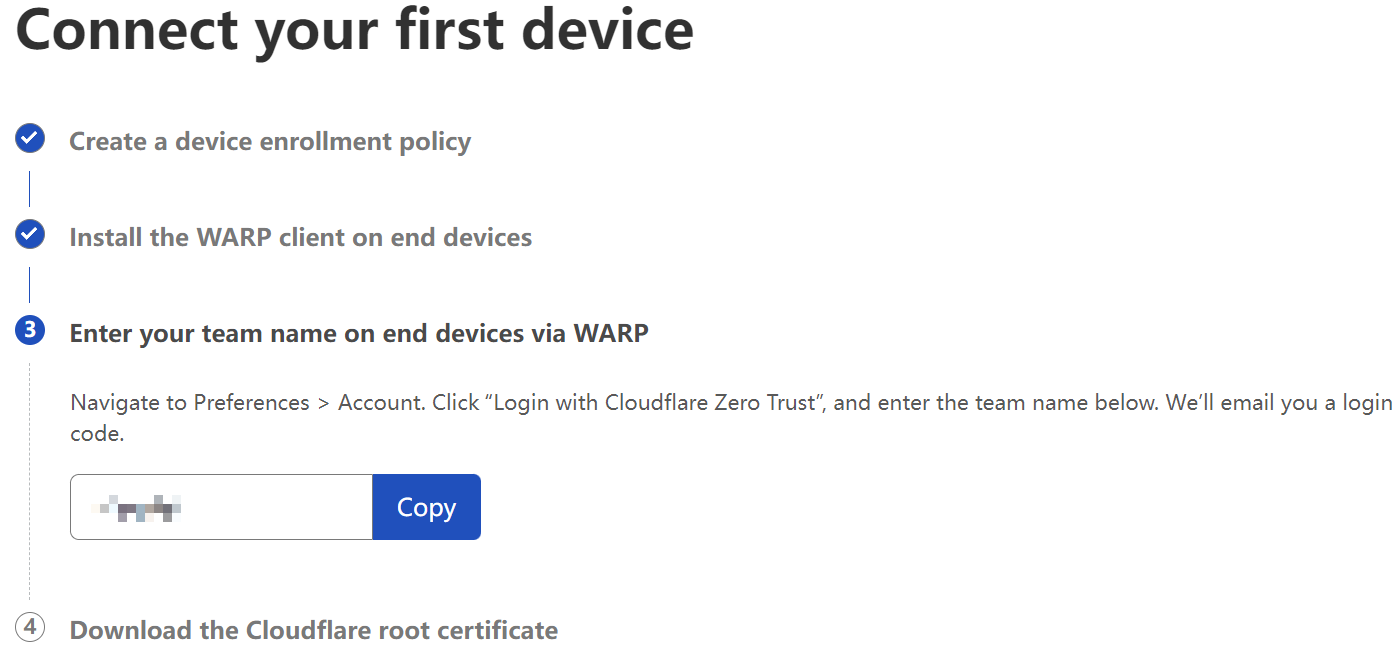 Connect your first device
Create a device enrollment policy
Install the WARP client on end devices
3
Enter your team name on end devices via WARP
Navigate to Preferences > Account. Click “Login with Cloudflare Zero Trust”, and enter the team name below. We’ll email you a login
code.
Copy
4
Download the Cloudflare root certificate